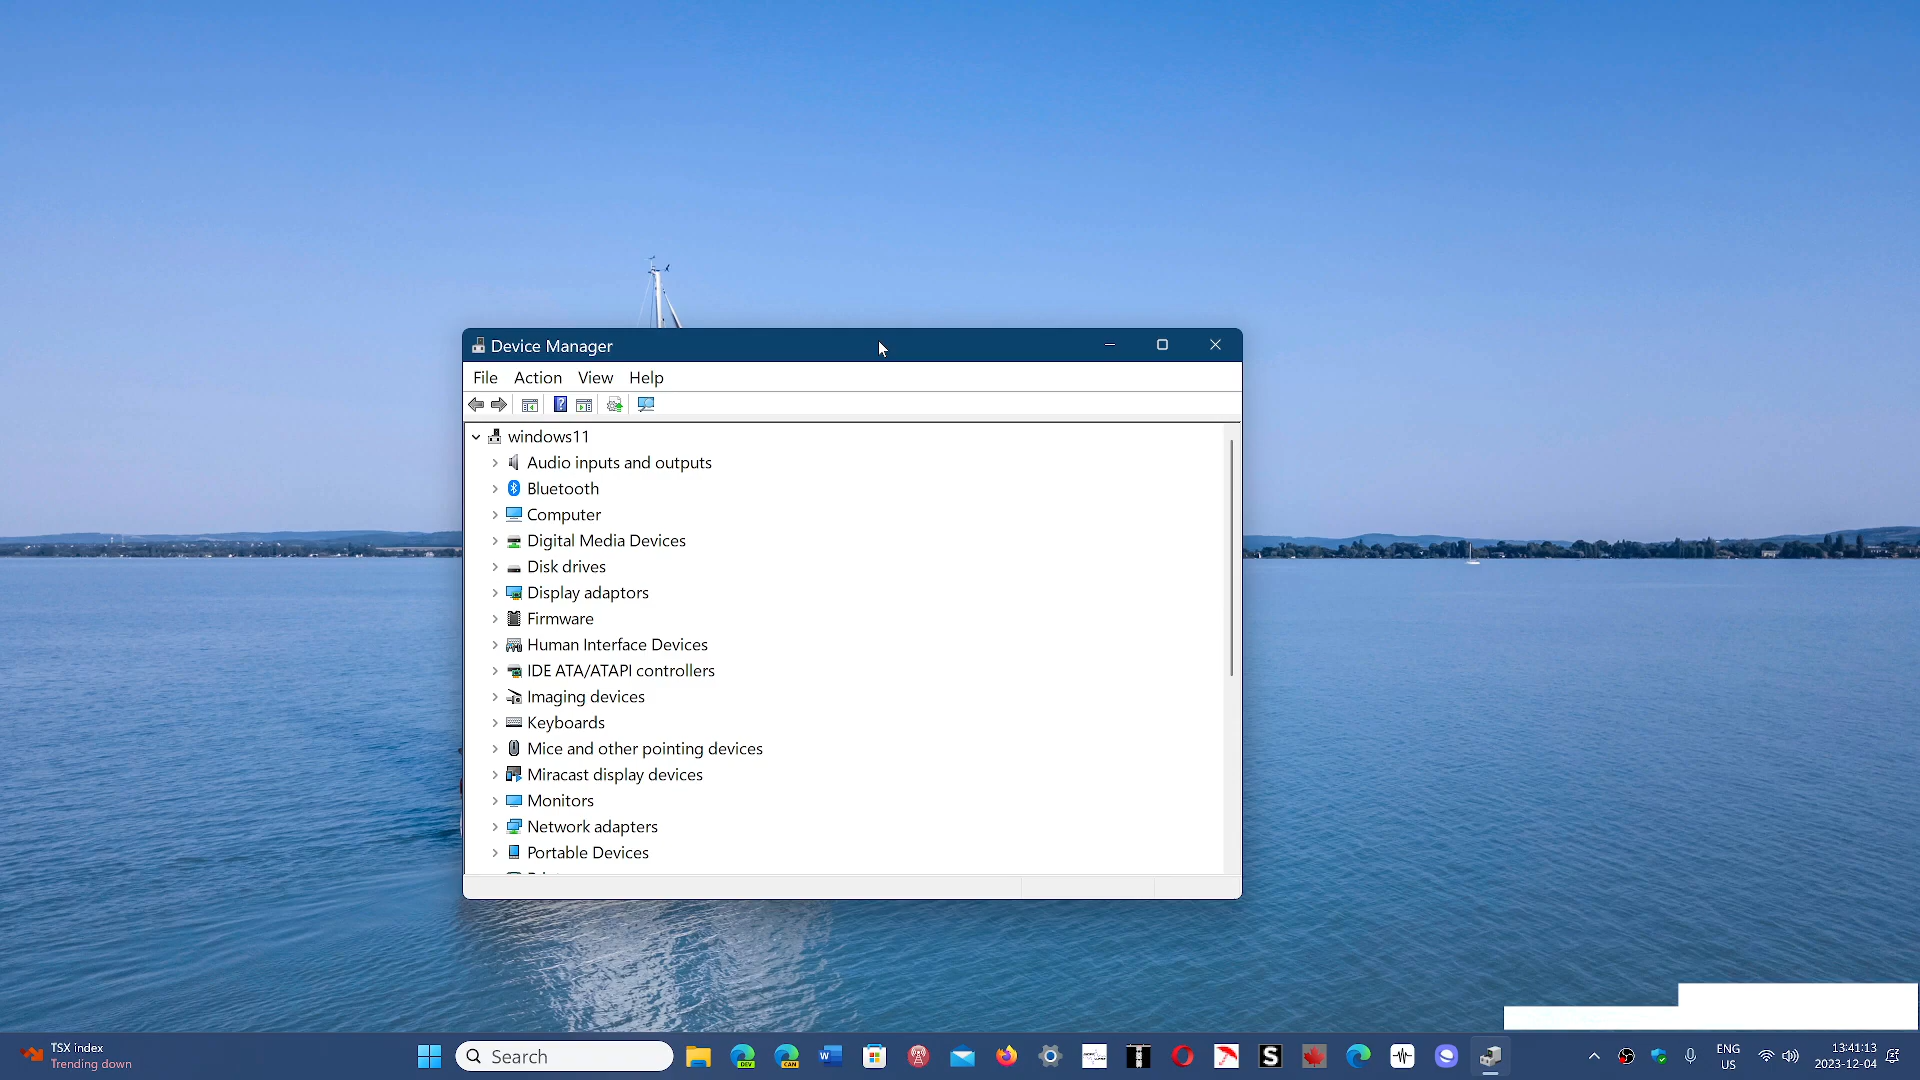 Device Manager
File Action View Help
windows11
Audio inputs and outputs
Bluetooth
Computer
Digital Media Devices
Disk drives
Display adaptors
Firmware
Human Interface Devices
IDE ATA/ATAPI controllers
Imaging devices
Keyboards
Mice and other pointing devices
Miracast display devices
Monitors
Network adapters
Portable Devices
TSX index
Trending down
Search
DEV
CAN
W
S
ENG
US
13:41:13
2023-12-04